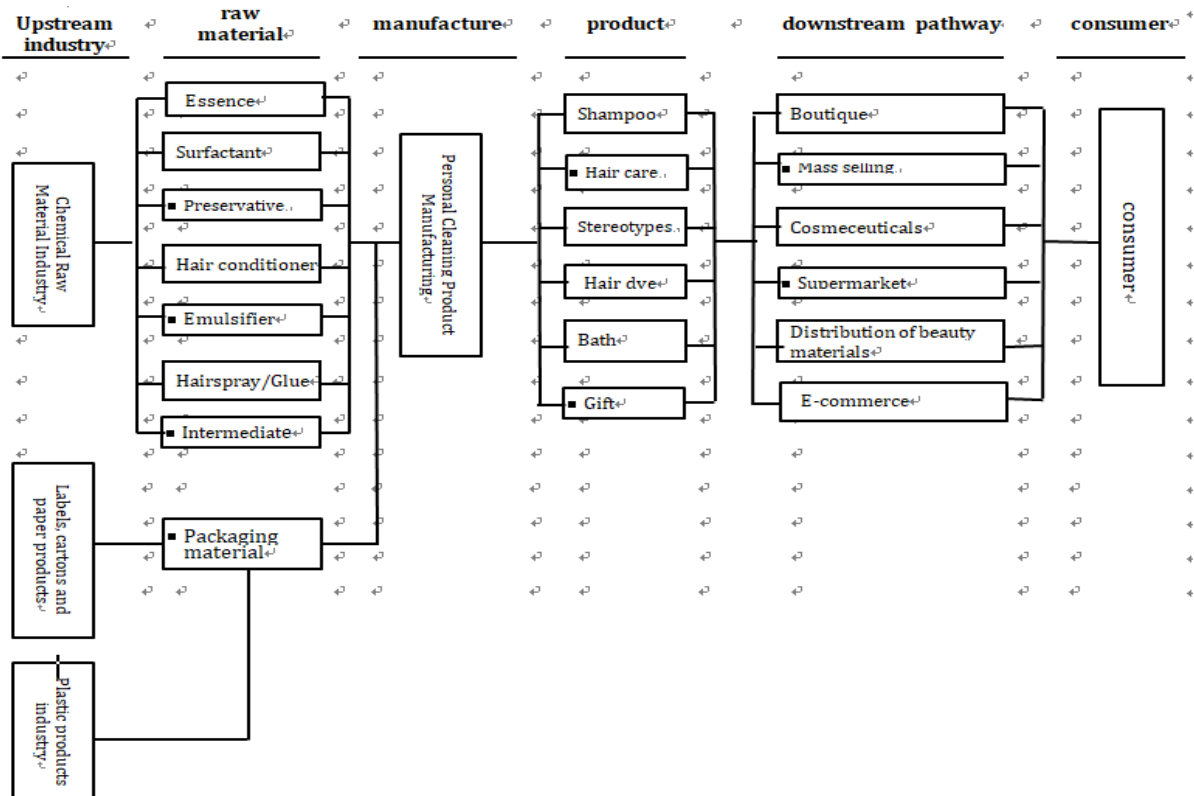 Upstream
industry
raw
material
manufacture
product
downstream pathway
consumer
Chemical Raw
Material Industry
Essence
Surfactant
▪ Preservative.
Hair conditioner
▪ Emulsifier
Hairspray/Glue
▪ Intermediate
Labels, cartons and
paper products
▪ Packaging
material
Plastic products
industry
Personal Cleaning Product
Manufacturing
Shampoo
▪ Hair care.
Stereotypes.
Hair dye
Bath
▪ Gift
Boutique
▪ Mass selling.
Cosmeceuticals
▪ Supermarket
Distribution of beauty
materials
E-commerce
consumer